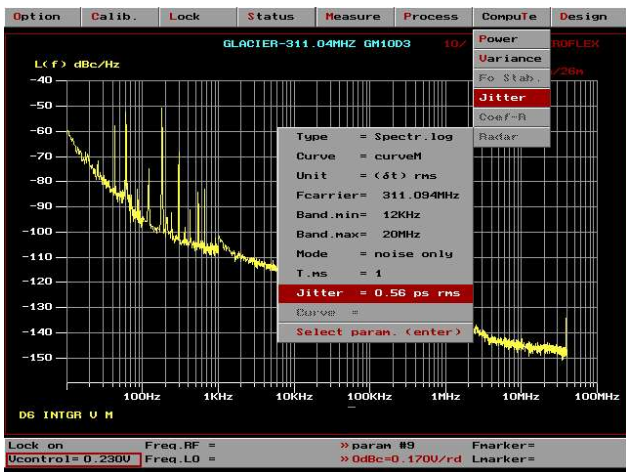 Option Calib. Lock Status Measure Process CompuTe Design
GLACIER-311.04MHZ GM10D3 10/ Power ROFLEX
L(f) dBc/Hz Variance
Fo Stab. /26m
-40
Jitter
-50
Coef-R
-60
Radar
Type = Spectr.log
-70
Curve = curveM
Unit = (δt) rms
-80
Fcarrier= 311.094MHz
-90
Band.min= 12KHz
-100
Band.max= 20MHz
-110
Mode = noise only
T.ms = 1
-120
Jitter = 0.56 ps rms
-130
Curve =
-140
Select param. (enter)
-150
100Hz 1KHz 10KHz 100KHz 1MHz 10MHz 100MHz
D6 INTGR U M
Lock on Freq.RF = »param #9 Fmarker=
Vcontrol= 0.230V Freq.LO = »0dBc=0.170V/rd Lmarker=